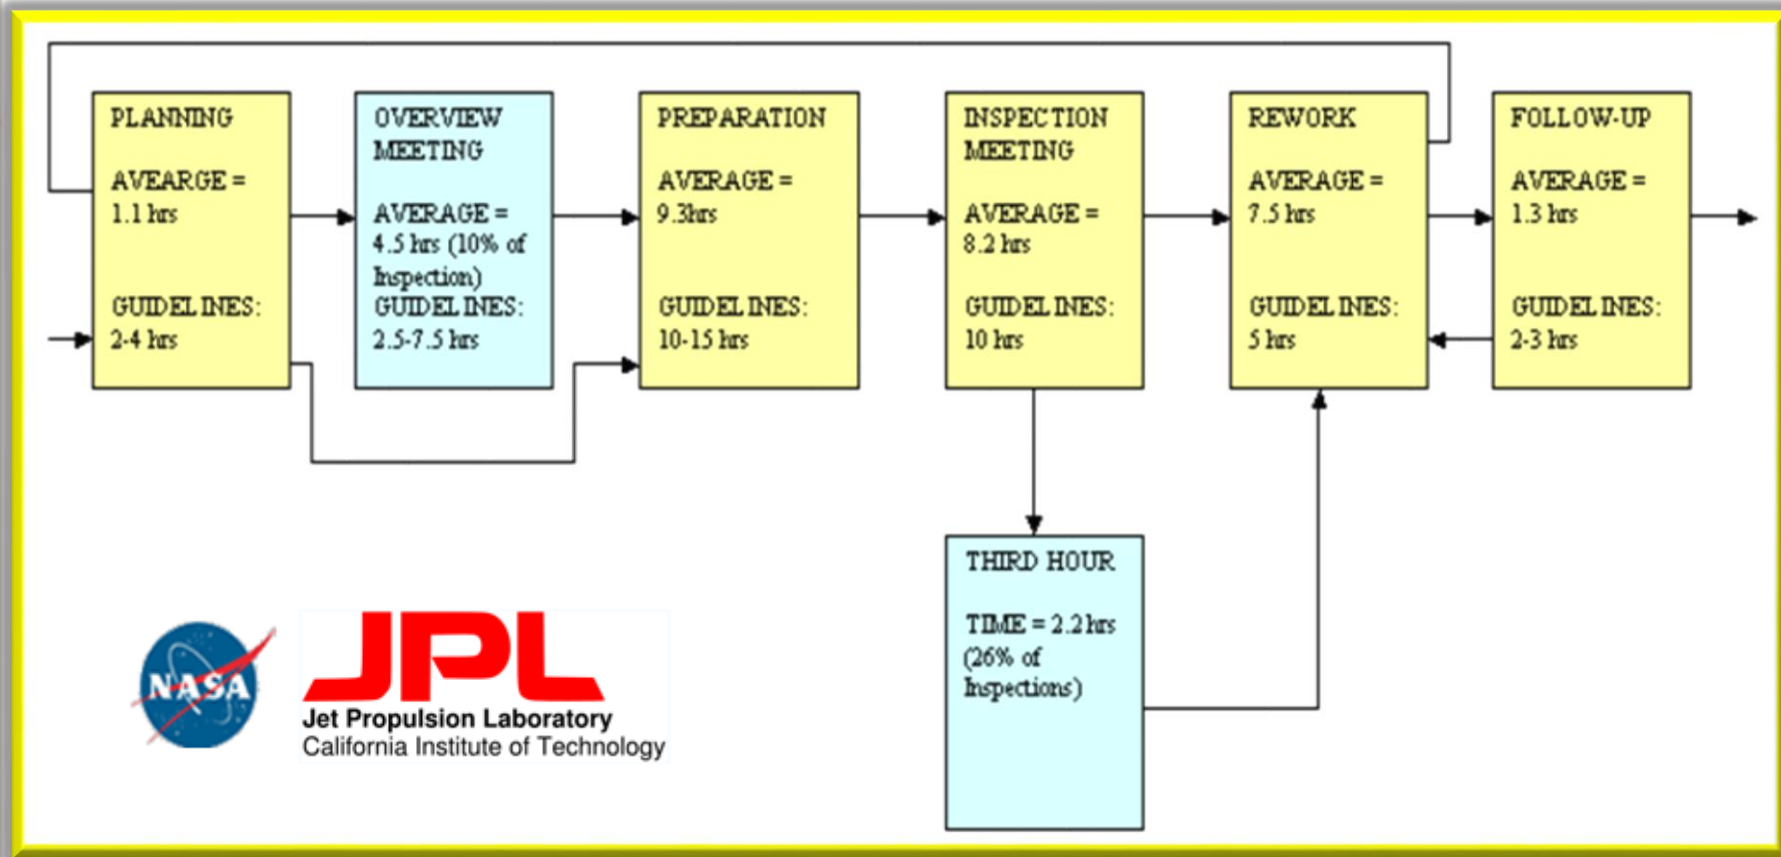 PLANNING
AVEARGE =
1.1 hrs
GUIDELINES:
2-4 hrs
OVERVIEW
MEETING
AVERAGE =
4.5 hrs (10% of
Inspection)
GUIDELINES:
2.5-7.5 hrs
PREPARATION
AVERAGE =
9.3hrs
GUIDELINES:
10-15 hrs
INSPECTION
MEETING
AVERAGE =
8.2 hrs
GUIDELINES:
10 hrs
REWORK
AVERAGE =
7.5 hrs
GUIDELINES:
5 hrs
FOLLOW-UP
AVERAGE =
1.3 hrs
GUIDELINES:
2-3 hrs
THIRD HOUR
TIME = 2.2 hrs
(26% of
Inspections)
NASA
JPL
Jet Propulsion Laboratory
California Institute of Technology